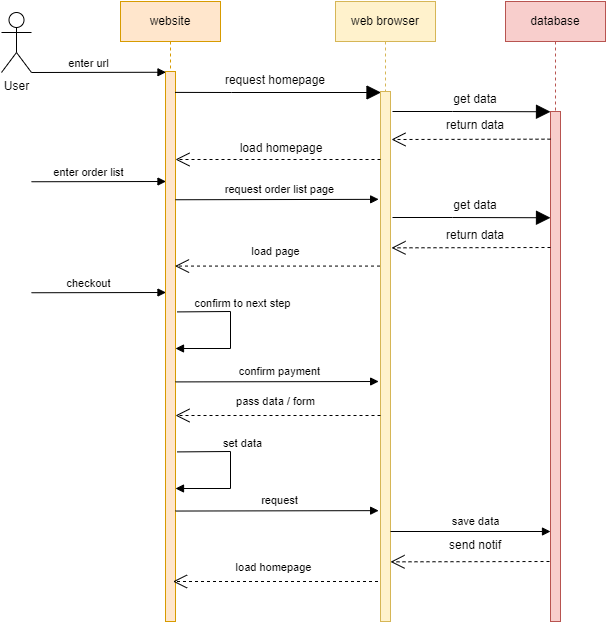 website
web browser
database
User
enter url
request homepage
get data
return data
load homepage
enter order list
request order list page
get data
return data
load page
checkout
confirm to next step
confirm payment
pass data / form
set data
request
save data
send notif
load homepage